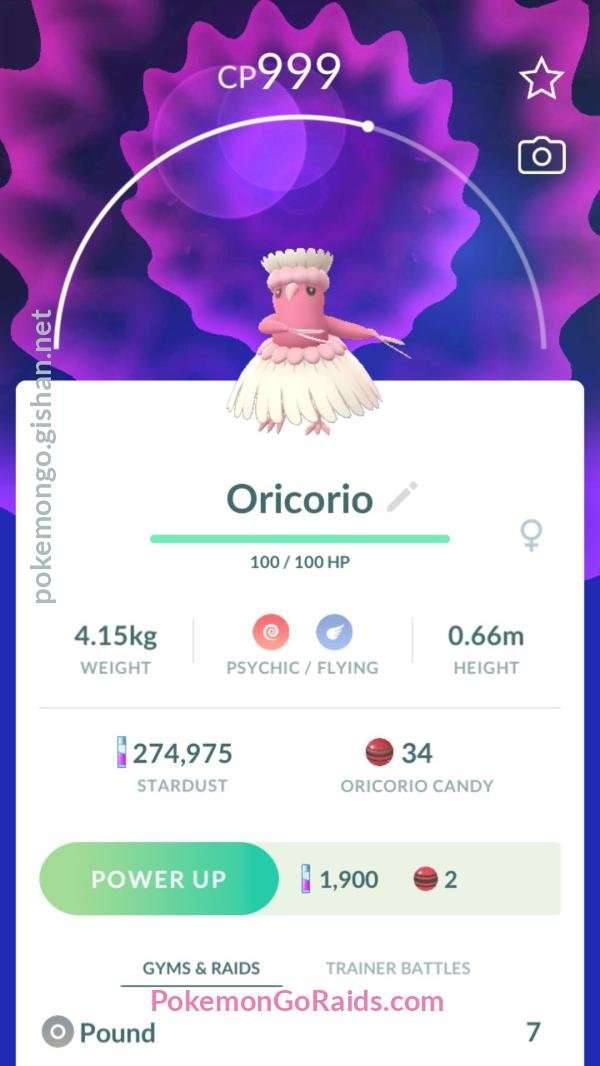 CP999
pokemongo.gishan.net
Oricorio
100 / 100 HP
4.15kg
WEIGHT
PSYCHIC / FLYING
0.66m
HEIGHT
274,975
STARDUST
34
ORICORIO CANDY
POWER UP
1,900
2
GYMS & RAIDS
TRAINER BATTLES
PokemonGoRaids.com
Pound
7